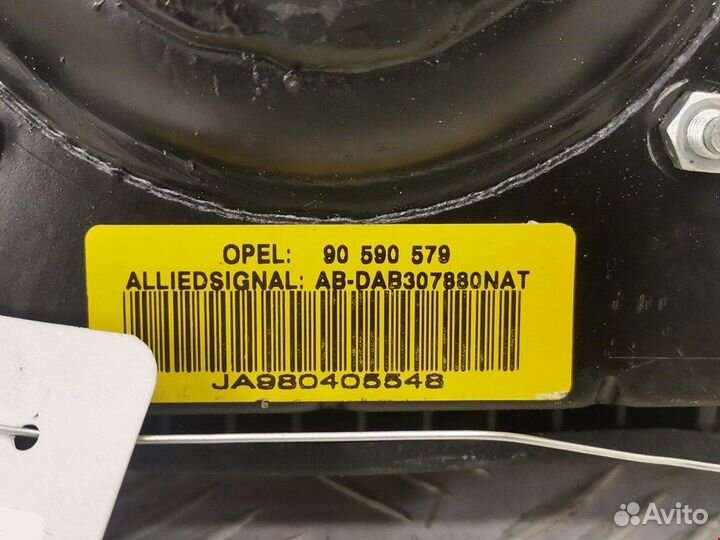 OPEL: 90 590 579
ALLIEDSIGNAL: AB-DAB307880NAT
JA980405548
Avito